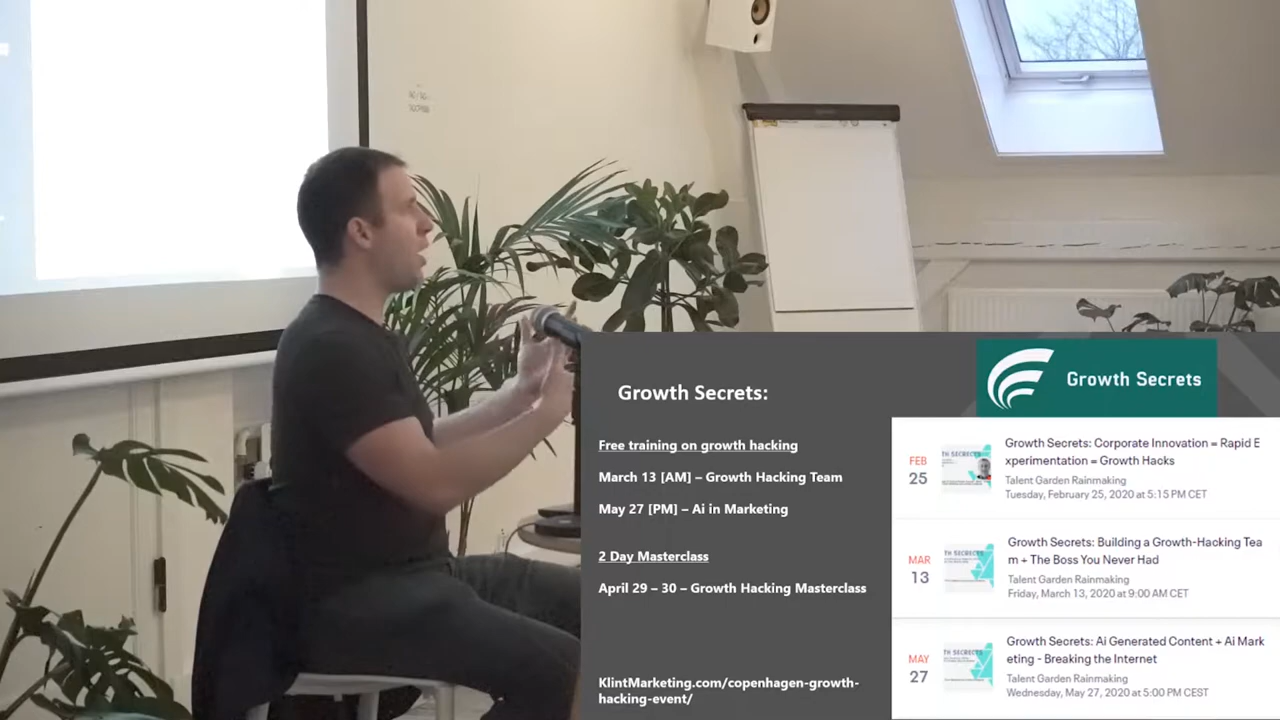 Growth Secrets:
Free training on growth hacking
March 13 [AM] – Growth Hacking Team
May 27 [PM] – Ai in Marketing
2 Day Masterclass
April 29 – 30 – Growth Hacking Masterclass
KlintMarketing.com/copenhagen-growth-
hacking-event/
Growth Secrets
FEB
25
Growth Secrets: Corporate Innovation = Rapid E
xperimentation = Growth Hacks
Talent Garden Rainmaking
Tuesday, February 25, 2020 at 5:15 PM CET
MAR
13
Growth Secrets: Building a Growth-Hacking Tea
m + The Boss You Never Had
Talent Garden Rainmaking
Friday, March 13, 2020 at 9:00 AM CET
MAY
27
Growth Secrets: Ai Generated Content + Ai Mark
eting - Breaking the Internet
Talent Garden Rainmaking
Wednesday, May 27, 2020 at 5:00 PM CEST